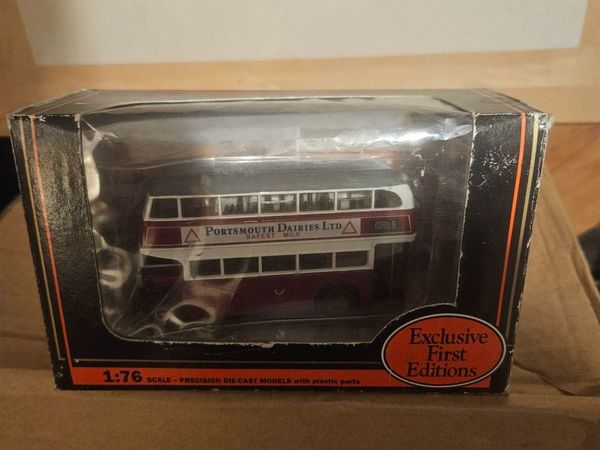 PORTSMOUTH DAIRIES LTD
SAFEST MILK
Exclusive
First
Editions
1:76 SCALE – PRECISION DIE-CAST MODELS with plastic parts